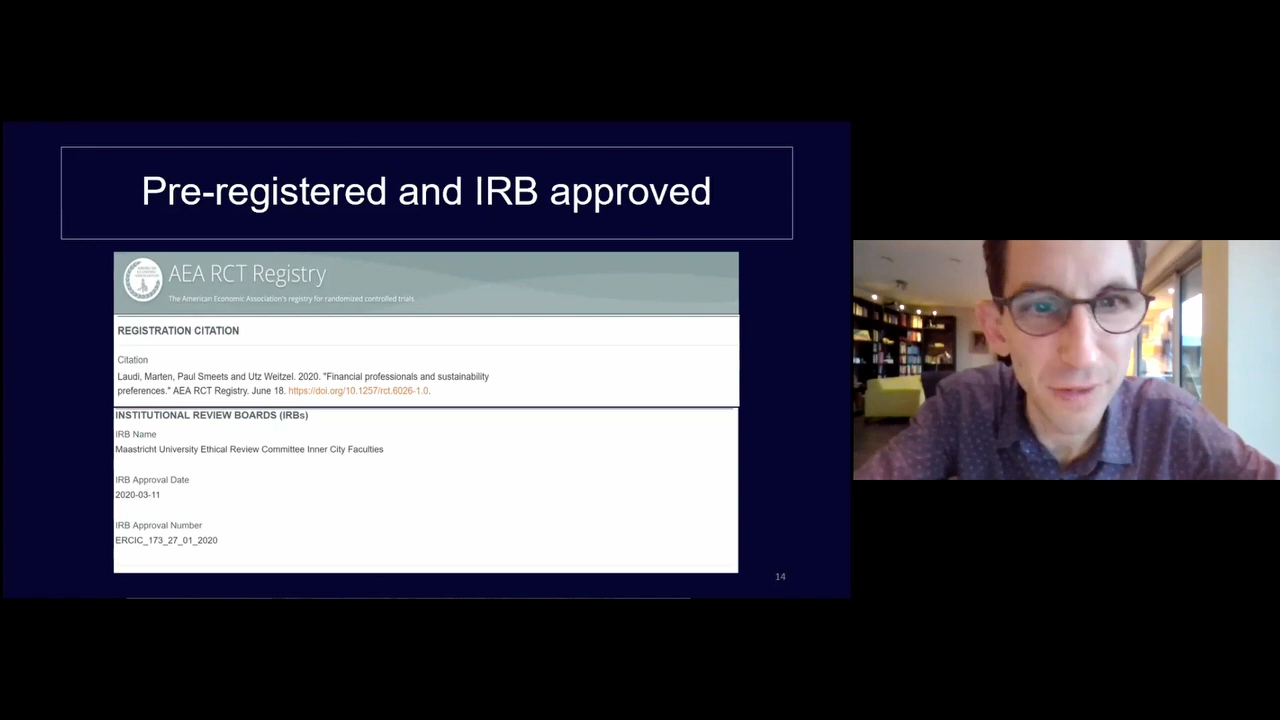 Pre-registered and IRB approved
AEA RCT Registry
The American Economic Association's registry for randomized controlled trials.
REGISTRATION CITATION
Citation
Laudi, Marten, Paul Smeets and Utz Weitzel. 2020. "Financial professionals and sustainability
preferences." AEA RCT Registry. June 18. https://doi.org/10.1257/rct.6026-1.0.
INSTITUTIONAL REVIEW BOARDS (IRBs)
IRB Name
Maastricht University Ethical Review Committee Inner City Faculties
IRB Approval Date
2020-03-11
IRB Approval Number
ERCIC_173_27_01_2020
14